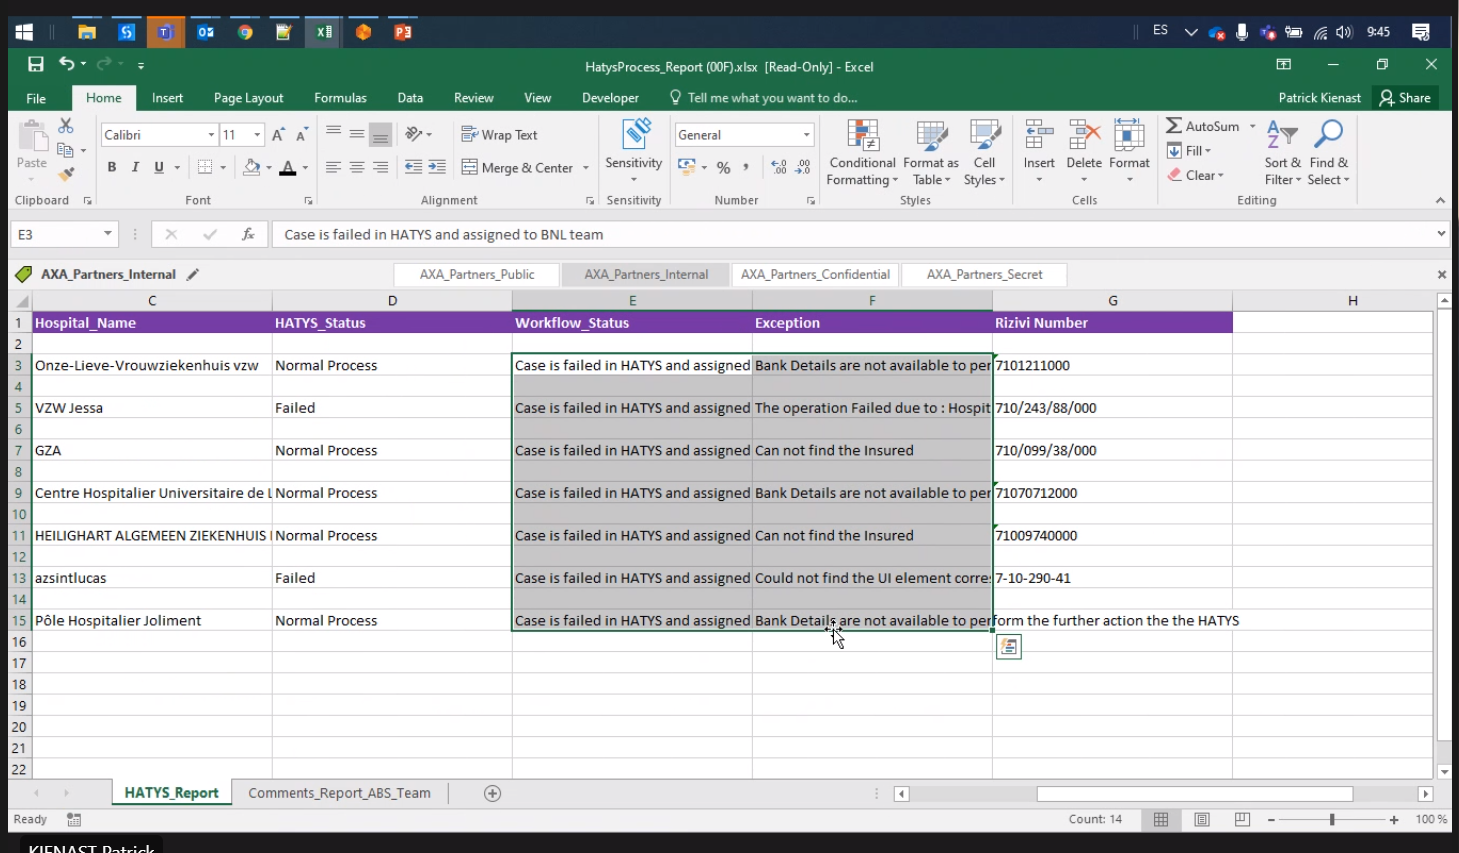 ES 9:45
HatysProcess_Report (00F).xlsx [Read-Only] - Excel
File Home Insert Page Layout Formulas Data Review View Developer Tell me what you want to do... Patrick Kienast Share
Calibri 11 Wrap Text General AutoSum
Paste B I U Merge & Center Sensitivity % Conditional Formatting Format as Table Cell Styles Insert Delete Format Fill Clear Sort & Filter Find & Select
Clipboard Font Alignment Sensitivity Number Styles Cells Editing
E3 fx Case is failed in HATYS and assigned to BNL team
AXA_Partners_Internal AXA_Partners_Public AXA_Partners_Internal AXA_Partners_Confidential AXA_Partners_Secret
C D E F G H
1 Hospital_Name HATYS_Status Workflow_Status Exception Rizivi Number
2
3 Onze-Lieve-Vrouwziekenhuis vzw Normal Process Case is failed in HATYS and assigned Bank Details are not available to per 7101211000
4
5 VZW Jessa Failed Case is failed in HATYS and assigned The operation Failed due to : Hospit 710/243/88/000
6
7 GZA Normal Process Case is failed in HATYS and assigned Can not find the Insured 710/099/38/000
8
9 Centre Hospitalier Universitaire de L Normal Process Case is failed in HATYS and assigned Bank Details are not available to per 71070712000
10
11 HEILIGHART ALGEMEEN ZIEKENHUIS Normal Process Case is failed in HATYS and assigned Can not find the Insured 71009740000
12
13 azsintlucas Failed Case is failed in HATYS and assigned Could not find the UI element corre: 7-10-290-41
14
15 Pôle Hospitalier Joliment Normal Process Case is failed in HATYS and assigned Bank Details are not available to perform the further action the the HATYS
16
17
18
19
20
21
22
HATYS_Report Comments_Report_ABS_Team
Ready Count: 14 100 %
KIENAST Patrick